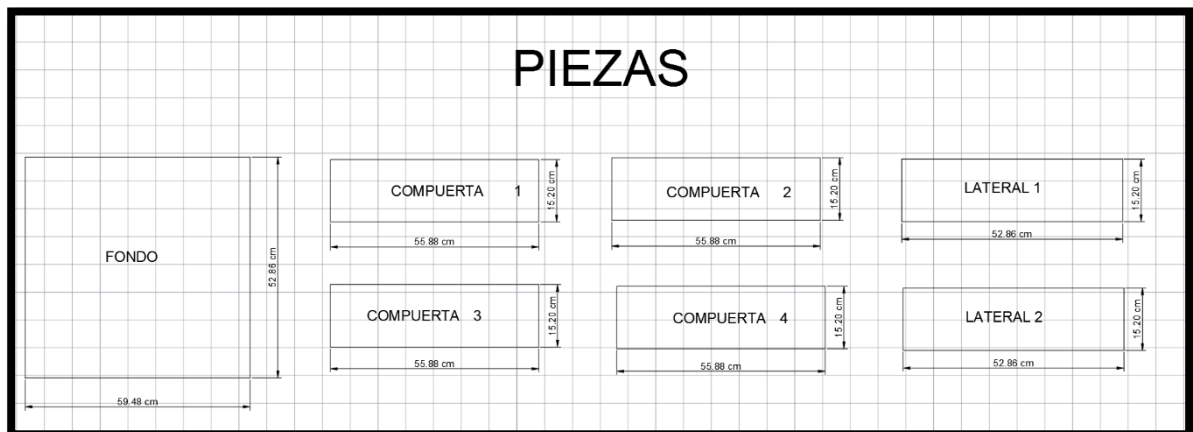 PIEZAS
FONDO
52.86 cm
59.48 cm
COMPUERTA 1
15.20 cm
55.88 cm
COMPUERTA 2
15.20 cm
55.88 cm
LATERAL 1
15.20 cm
52.86 cm
COMPUERTA 3
15.20 cm
55.88 cm
COMPUERTA 4
15.20 cm
55.88 cm
LATERAL 2
15.20 cm
52.86 cm